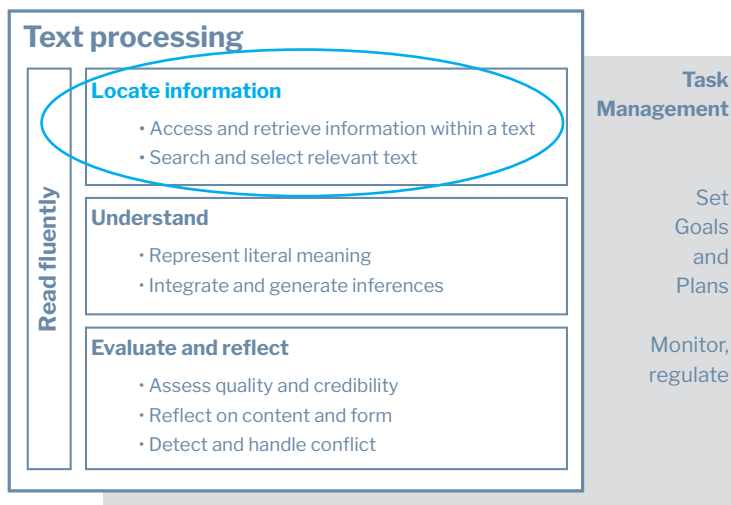 Text processing
Read fluently
Locate information
• Access and retrieve information within a text
• Search and select relevant text
Understand
• Represent literal meaning
• Integrate and generate inferences
Evaluate and reflect
• Assess quality and credibility
• Reflect on content and form
• Detect and handle conflict
Task
Management
Set
Goals
and
Plans
Monitor,
regulate